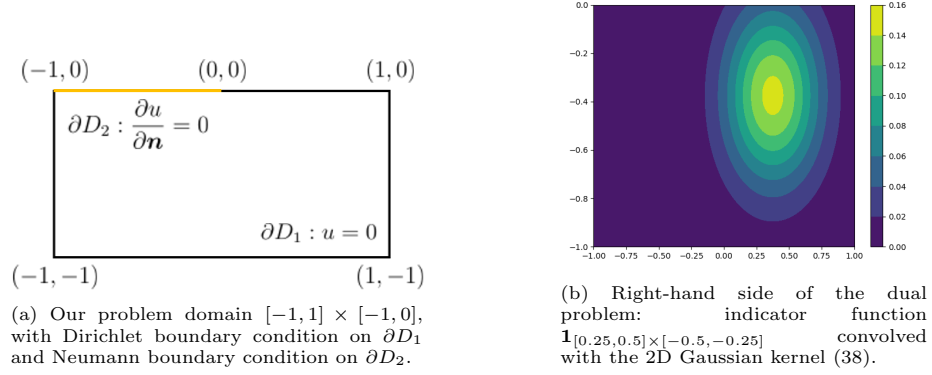 (−1, 0)
(0, 0)
(1, 0)
∂D₂ : ∂u/∂n = 0
∂D₁ : u = 0
(−1, −1)
(1, −1)
(a) Our problem domain [−1, 1] × [−1, 0],
with Dirichlet boundary condition on ∂D₁
and Neumann boundary condition on ∂D₂.
0.0
−0.2
−0.4
−0.6
−0.8
−1.0
−1.00 −0.75 −0.50 −0.25 0.00 0.25 0.50 0.75 1.00
0.16
0.14
0.12
0.10
0.08
0.06
0.04
0.02
0.00
(b) Right-hand side of the dual
problem: indicator function
𝟏[0.25,0.5]×[−0.5,−0.25] convolved
with the 2D Gaussian kernel (38).